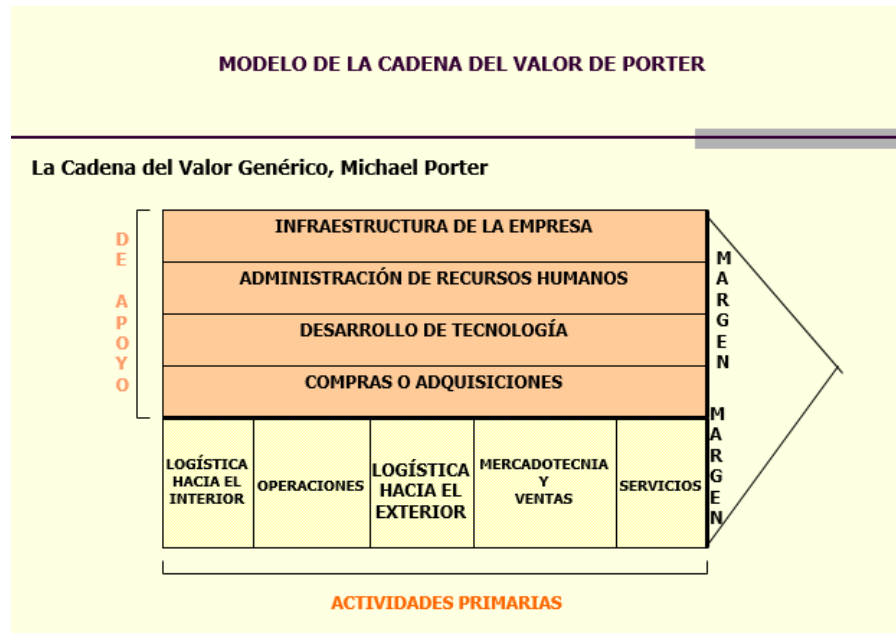 MODELO DE LA CADENA DEL VALOR DE PORTER
La Cadena del Valor Genérico, Michael Porter
DE APOYO
INFRAESTRUCTURA DE LA EMPRESA
ADMINISTRACIÓN DE RECURSOS HUMANOS
DESARROLLO DE TECNOLOGÍA
COMPRAS O ADQUISICIONES
MARGEN
LOGÍSTICA
HACIA EL
INTERIOR
OPERACIONES
LOGÍSTICA
HACIA EL
EXTERIOR
MERCADOTECNIA
Y
VENTAS
SERVICIOS
MARGEN
ACTIVIDADES PRIMARIAS